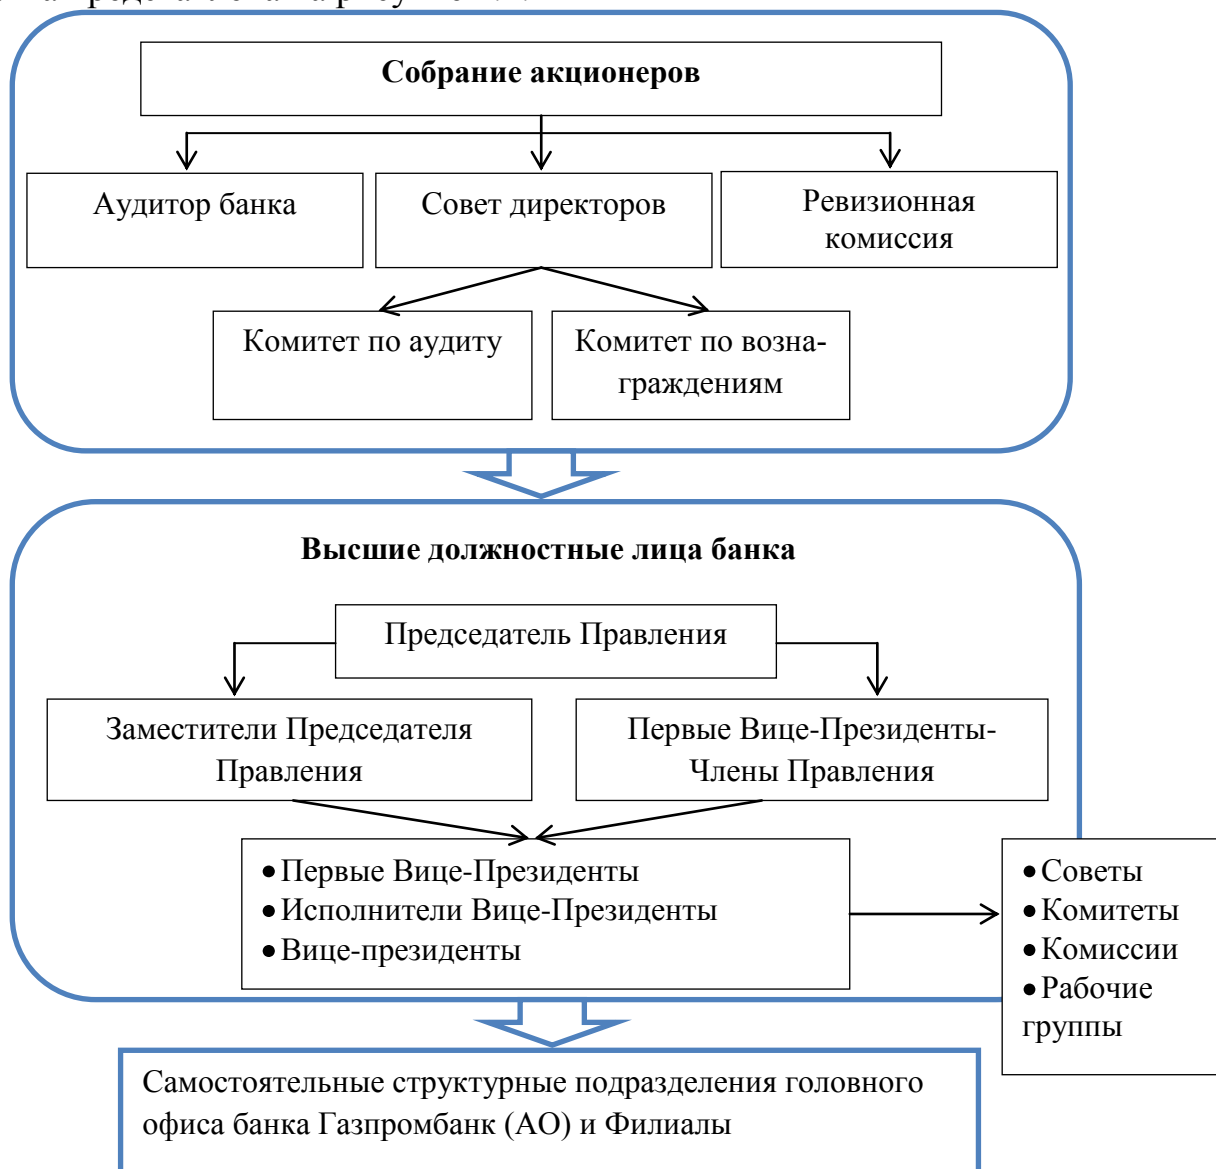 Собрание акционеров
Аудитор банка
Совет директоров
Ревизионная
комиссия
Комитет по аудиту
Комитет по возна-
граждениям
Высшие должностные лица банка
Председатель Правления
Заместители Председателя
Правления
Первые Вице-Президенты-
Члены Правления
•Первые Вице-Президенты
•Исполнители Вице-Президенты
•Вице-президенты
•Советы
•Комитеты
•Комиссии
•Рабочие
группы
Самостоятельные структурные подразделения головного
офиса банка Газпромбанк (АО) и Филиалы